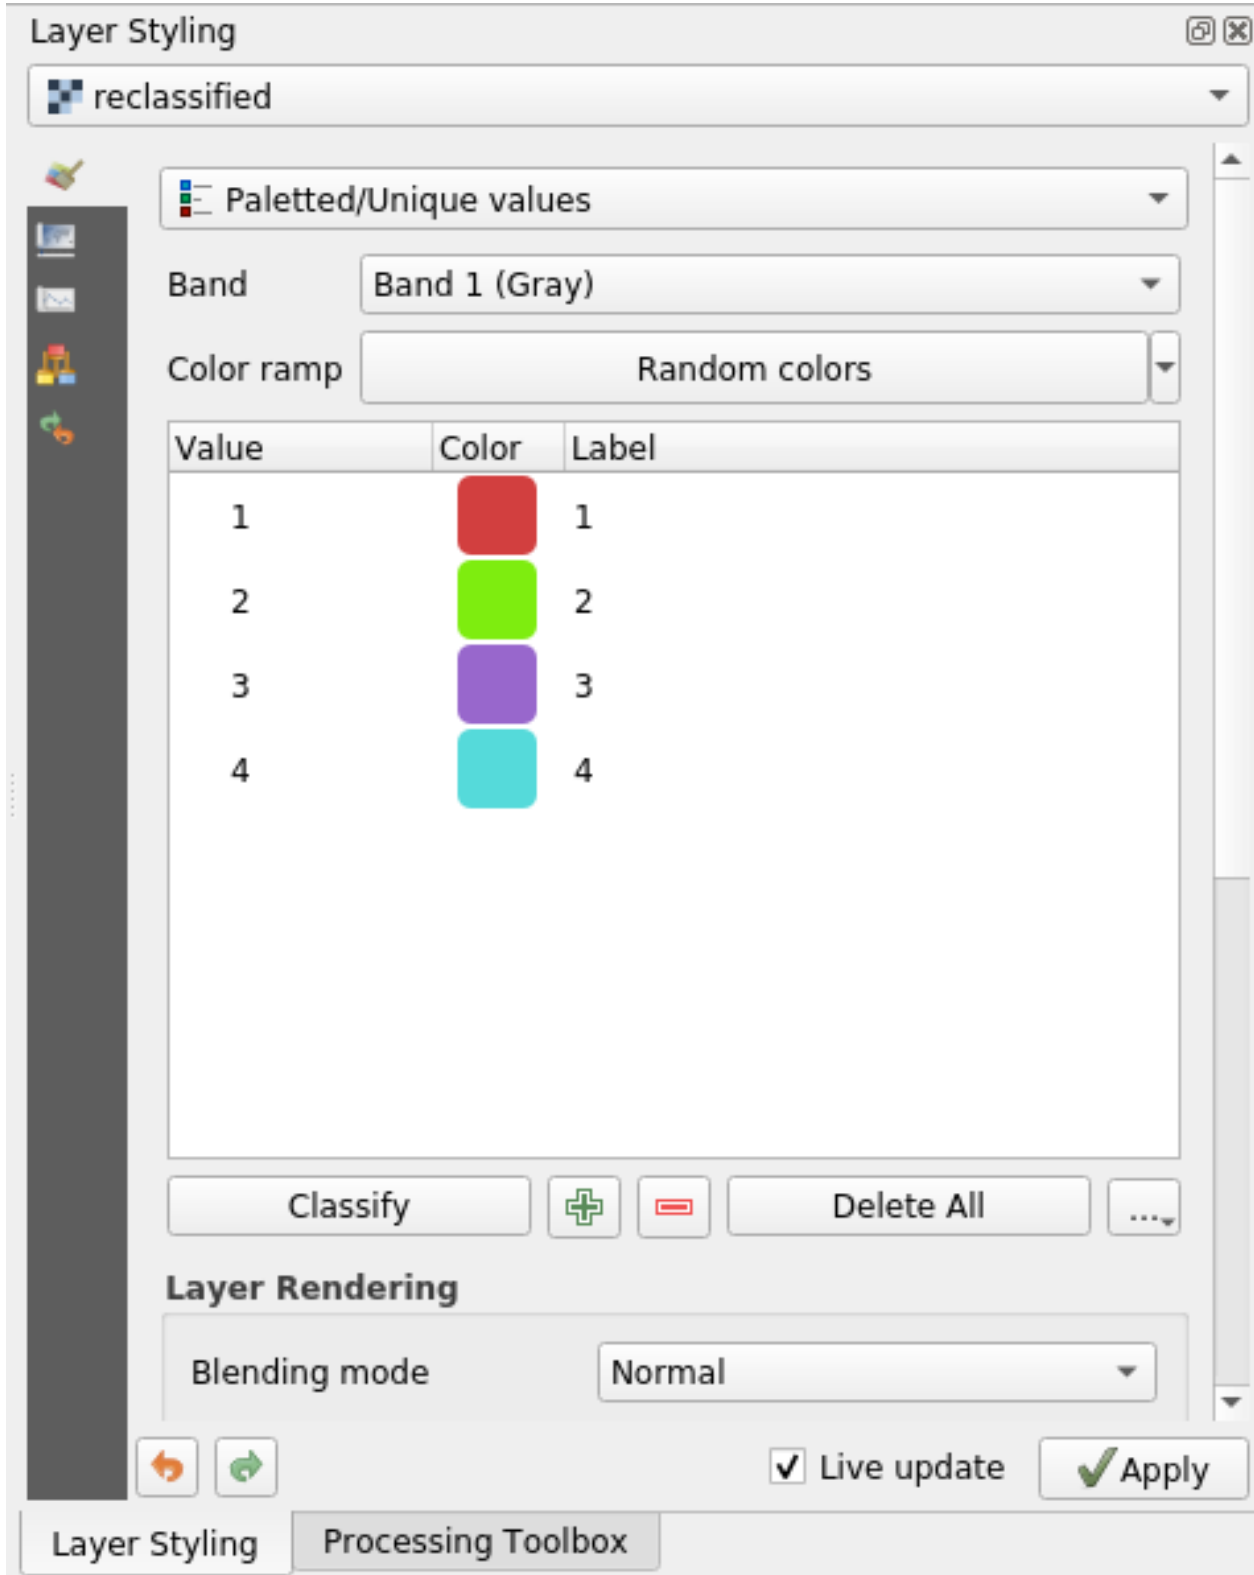 Layer Styling
reclassified
Paletted/Unique values
Band Band 1 (Gray)
Color ramp Random colors
Value Color Label
1 1
2 2
3 3
4 4
Classify Delete All ...
Layer Rendering
Blending mode Normal
Live update Apply
Layer Styling Processing Toolbox